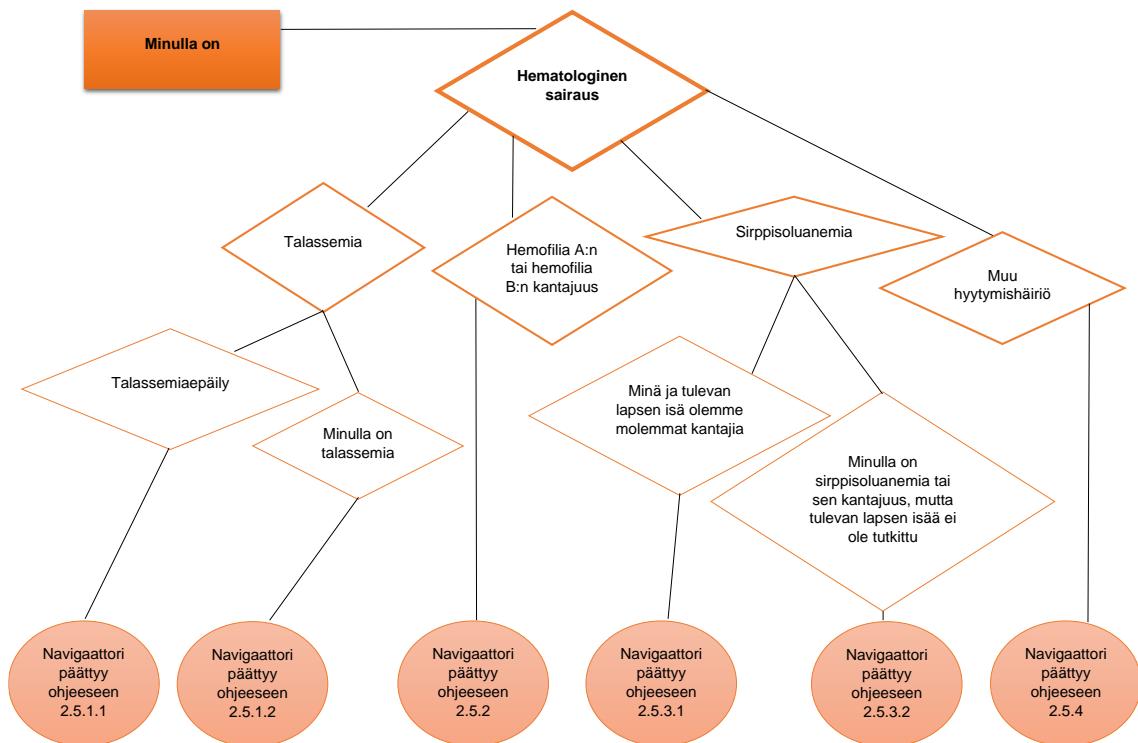 Minulla on
Hematologinen
sairaus
Talassemia
Hemofilia A:n
tai hemofilia
B:n kantajuus
Sirppisoluanemia
Muu
hyytymishäiriö
Talassemiaepäily
Minulla on
talassemia
Minä ja tulevan
lapsen isä olemme
molemmat kantajia
Minulla on
sirppisoluanemia tai
sen kantajuus, mutta
tulevan lapsen isää ei
ole tutkittu
Navigaattori
päättyy
ohjeeseen
2.5.1.1
Navigaattori
päättyy
ohjeeseen
2.5.1.2
Navigaattori
päättyy
ohjeeseen
2.5.2
Navigaattori
päättyy
ohjeeseen
2.5.3.1
Navigaattori
päättyy
ohjeeseen
2.5.3.2
Navigaattori
päättyy
ohjeeseen
2.5.4